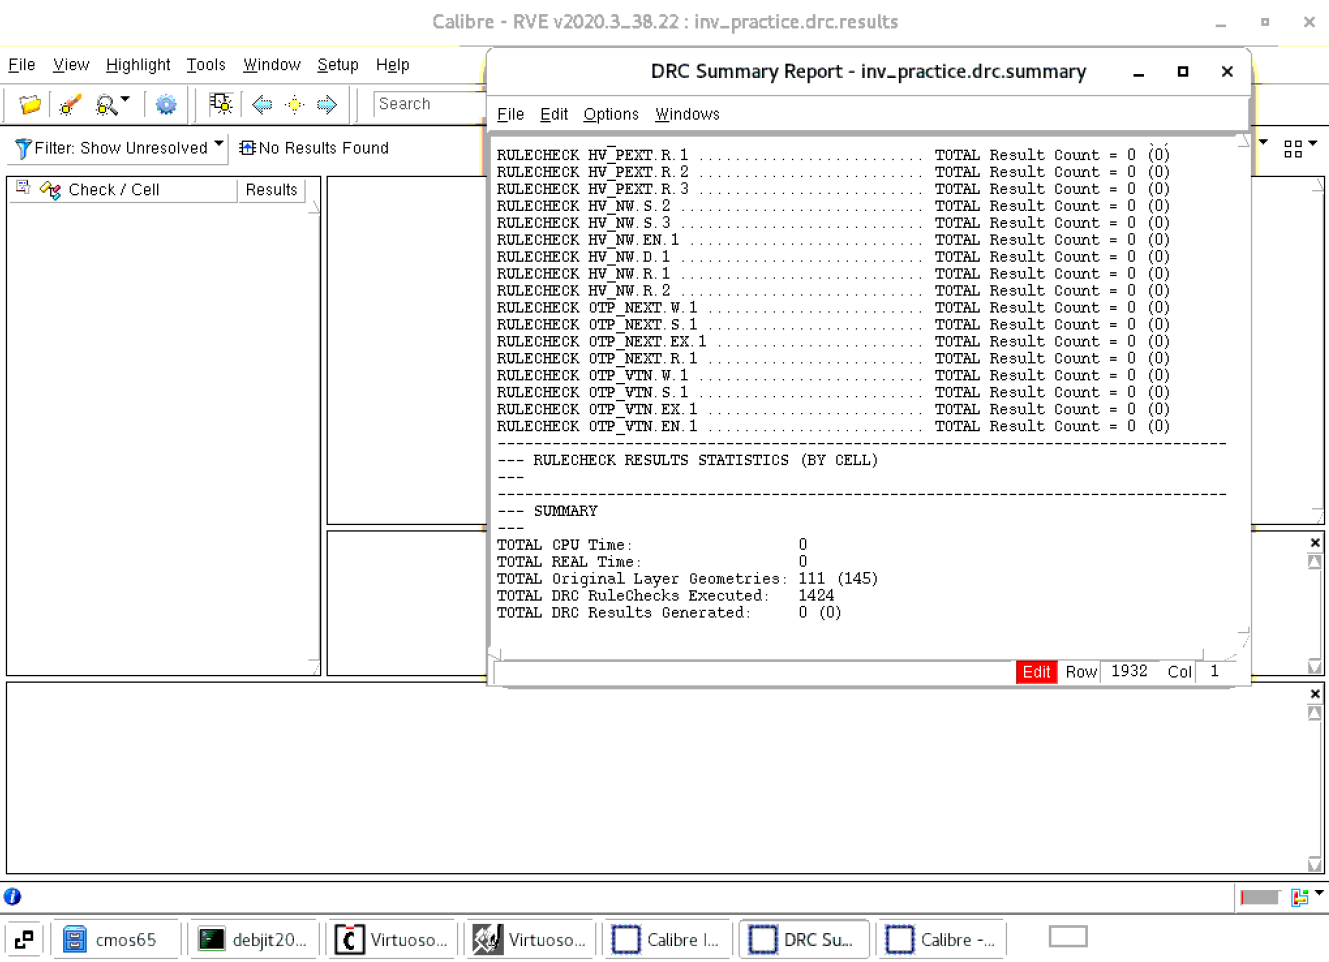 Calibre - RVE v2020.3_38.22 : inv_practice.drc.results
File View Highlight Tools Window Setup Help
Search
Filter: Show Unresolved
No Results Found
Check / Cell
Results
DRC Summary Report - inv_practice.drc.summary
File Edit Options Windows
RULECHECK HV_PEXT.R.1 ......................... TOTAL Result Count = 0 (0)
RULECHECK HV_PEXT.R.2 ......................... TOTAL Result Count = 0 (0)
RULECHECK HV_PEXT.R.3 ......................... TOTAL Result Count = 0 (0)
RULECHECK HV_NW.S.2 ........................... TOTAL Result Count = 0 (0)
RULECHECK HV_NW.S.3 ........................... TOTAL Result Count = 0 (0)
RULECHECK HV_NW.EN.1 .......................... TOTAL Result Count = 0 (0)
RULECHECK HV_NW.D.1 ........................... TOTAL Result Count = 0 (0)
RULECHECK HV_NW.R.1 ........................... TOTAL Result Count = 0 (0)
RULECHECK HV_NW.R.2 ........................... TOTAL Result Count = 0 (0)
RULECHECK OTP_NEXT.W.1 ........................ TOTAL Result Count = 0 (0)
RULECHECK OTP_NEXT.S.1 ........................ TOTAL Result Count = 0 (0)
RULECHECK OTP_NEXT.EX.1 ....................... TOTAL Result Count = 0 (0)
RULECHECK OTP_NEXT.R.1 ........................ TOTAL Result Count = 0 (0)
RULECHECK OTP_VTN.W.1 ......................... TOTAL Result Count = 0 (0)
RULECHECK OTP_VTN.S.1 ......................... TOTAL Result Count = 0 (0)
RULECHECK OTP_VTN.EX.1 ........................ TOTAL Result Count = 0 (0)
RULECHECK OTP_VTN.EN.1 ........................ TOTAL Result Count = 0 (0)
--------------------------------------------------------------------------------
--- RULECHECK RESULTS STATISTICS (BY CELL)
---
--------------------------------------------------------------------------------
--- SUMMARY
---
TOTAL CPU Time: 0
TOTAL REAL Time: 0
TOTAL Original Layer Geometries: 111 (145)
TOTAL DRC RuleChecks Executed: 1424
TOTAL DRC Results Generated: 0 (0)
Edit Row 1932 Col 1
cmos65
debjit20...
Virtuoso...
Virtuoso...
Calibre I...
DRC Su...
Calibre -...